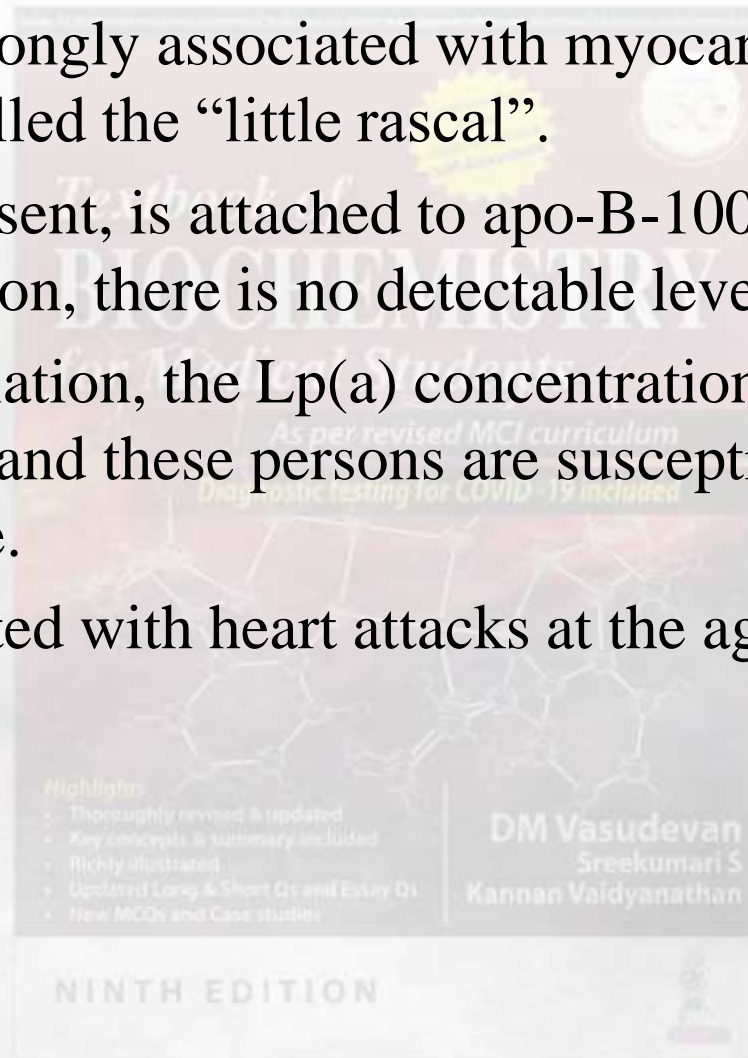 ongly associated with myocar
lled the “little rascal”.
sent, is attached to apo-B-100
on, there is no detectable leve
lation, the Lp(a) concentration
and these persons are suscepti
e.
ted with heart attacks at the ag
Textbook of
BIOCHEMISTRY
for Medical Students
As per revised MCI curriculum
Diagnostic testing for COVID-19 included
Highlights
• Thoroughly revised & updated
• Key concepts & summary included
• Richly illustrated
• Updated Long & Short Qs and Essay Qs
• New MCQs and Case studies
DM Vasudevan
Sreekumari S
Kannan Vaidyanathan
NINTH EDITION